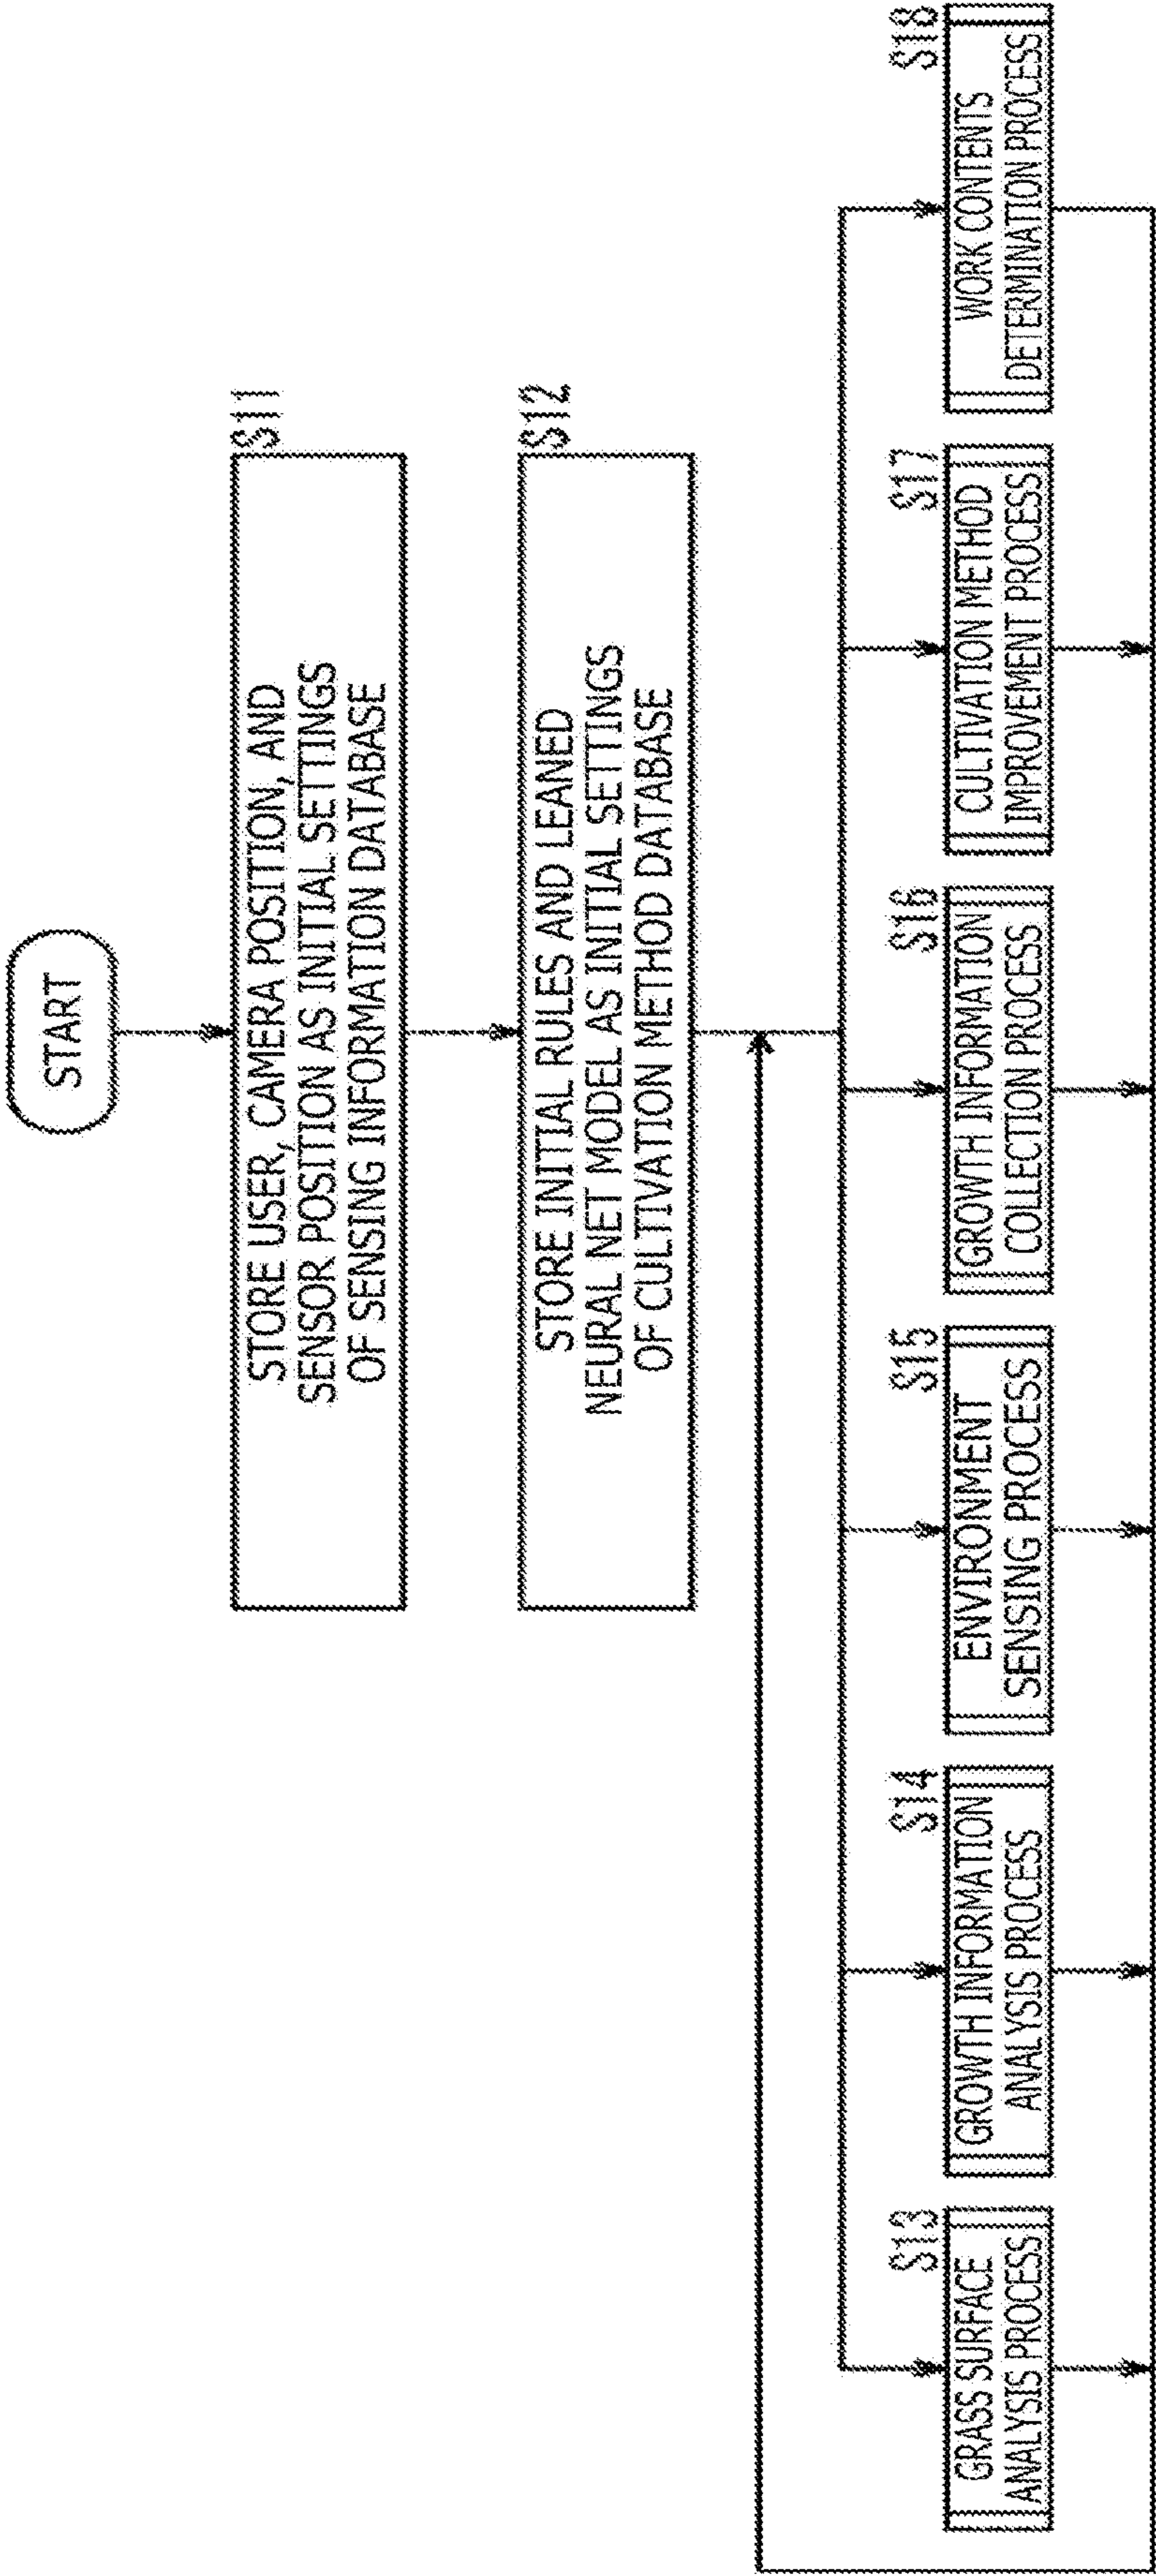 START
S11
STORE USER, CAMERA POSITION, AND
SENSOR POSITION AS INITIAL SETTINGS
OF SENSING INFORMATION DATABASE
S12
STORE INITIAL RULES AND LEANED
NEURAL NET MODEL AS INITIAL SETTINGS
OF CULTIVATION METHOD DATABASE
S13
GRASS SURFACE
ANALYSIS PROCESS
S14
GROWTH INFORMATION
ANALYSIS PROCESS
S15
ENVIRONMENT
SENSING PROCESS
S16
GROWTH INFORMATION
COLLECTION PROCESS
S17
CULTIVATION METHOD
IMPROVEMENT PROCESS
S18
WORK CONTENTS
DETERMINATION PROCESS